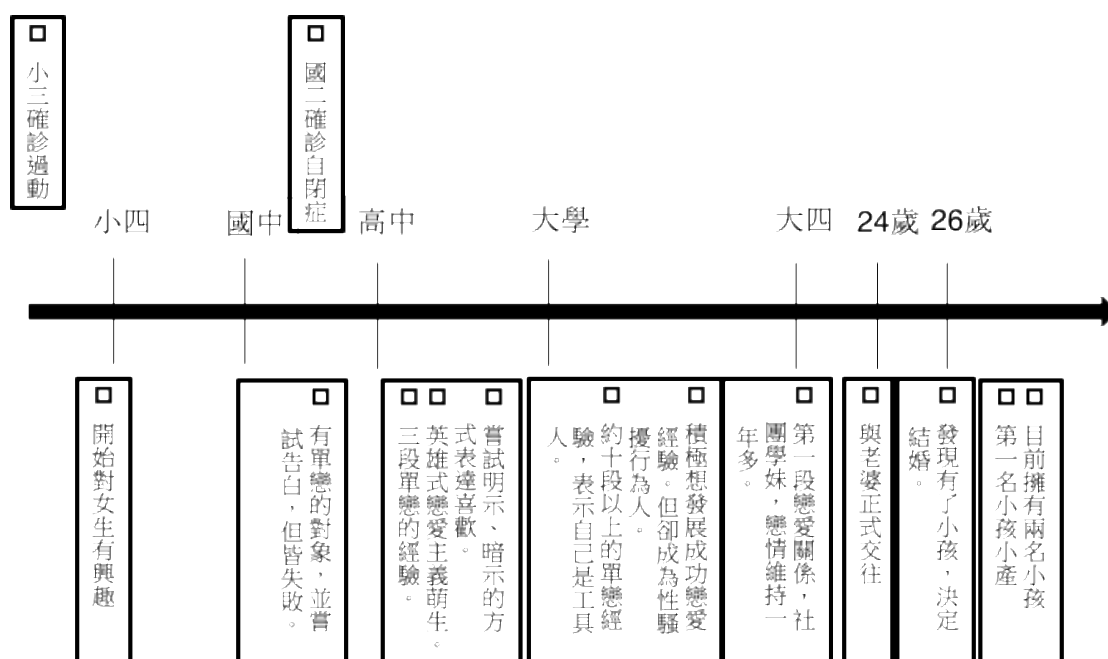 小三確診過動
國二確診自閉症
小四
國中
高中
大學
大四
24歲
26歲
開始對女生有興趣
有單戀的對象，並嘗
試告白，但皆失敗。
嘗試明示、暗示的方
式表達喜歡。
英雄式戀愛主義萌生。
三段單戀的經驗。
積極想發展成功戀愛
經驗。但卻成為性騷
擾行為人。
約十段以上的單戀經
驗，表示自己是工具
人。
第一段戀愛關係，社
團學妹，戀情維持一
年多。
與老婆正式交往
發現有了小孩，決定
結婚。
目前擁有兩名小孩
第一名小孩小產